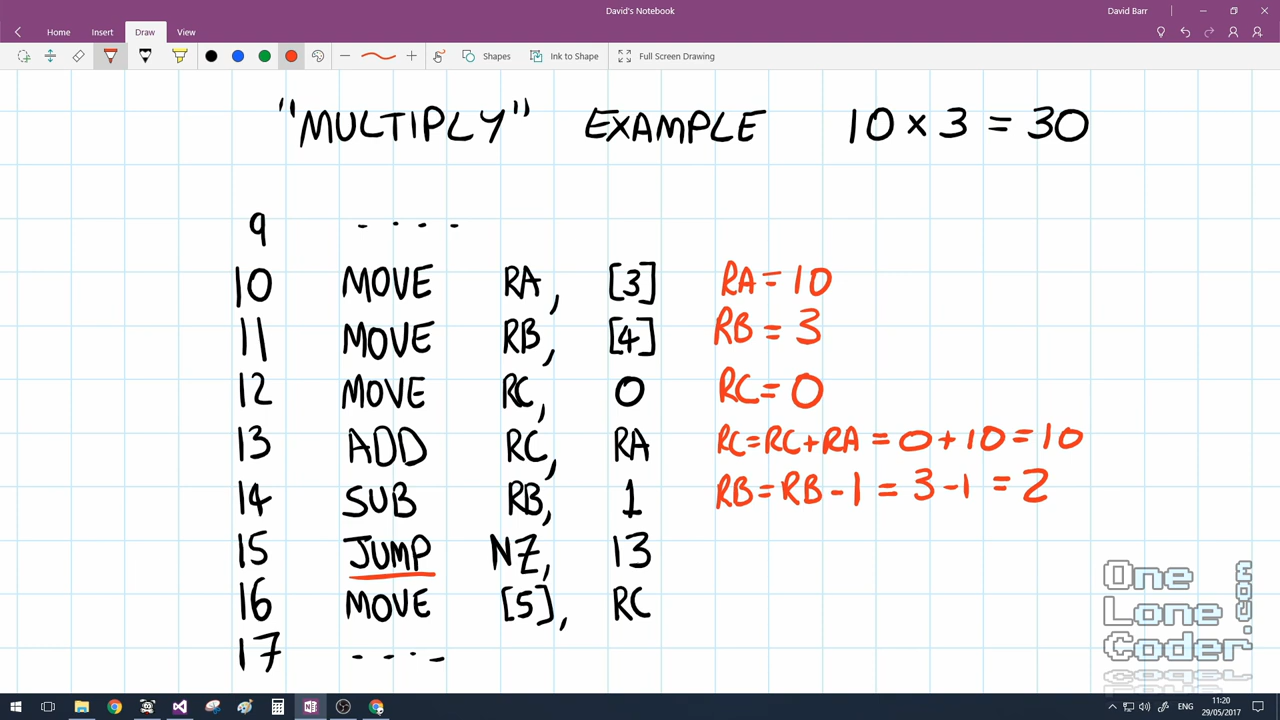 David's Notebook
David Barr
Home Insert Draw View
Shapes Ink to Shape Full Screen Drawing
"MULTIPLY" EXAMPLE 10 × 3 = 30
9 ....
10 MOVE RA, [3] RA = 10
11 MOVE RB, [4] RB = 3
12 MOVE RC, 0 RC = 0
13 ADD RC, RA RC = RC + RA = 0 + 10 = 10
14 SUB RB, 1 RB = RB - 1 = 3 - 1 = 2
15 JUMP NZ, 13
16 MOVE [5], RC
17 ....
One
Lone
Coder.com
ENG
11:20
29/05/2017